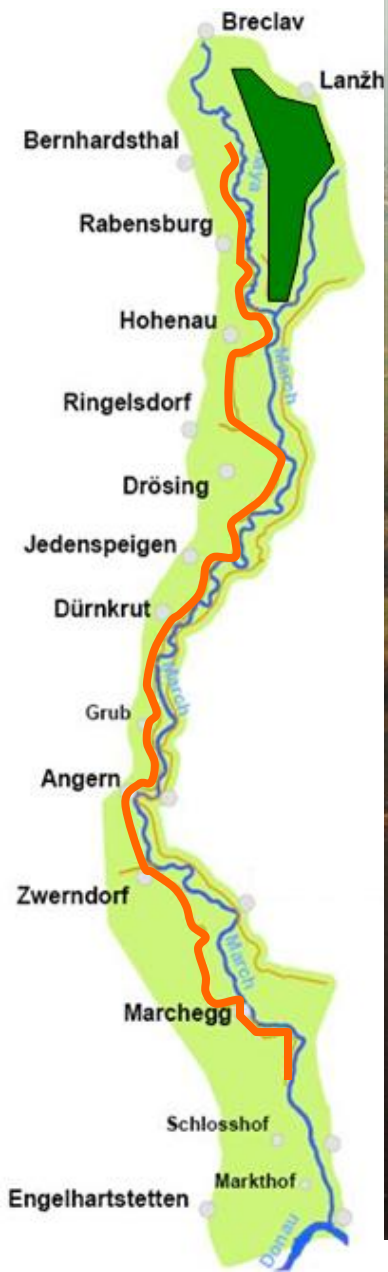 Breclav
Lanžh
Bernhardsthal
Rabensburg
Hohenau
March
Ringelsdorf
Drösing
Jedenspeigen
Dürnkrut
March
Grub
Angern
Zwerndorf
March
Marchegg
Schlosshof
Markthof
Engelhartstetten
Donau